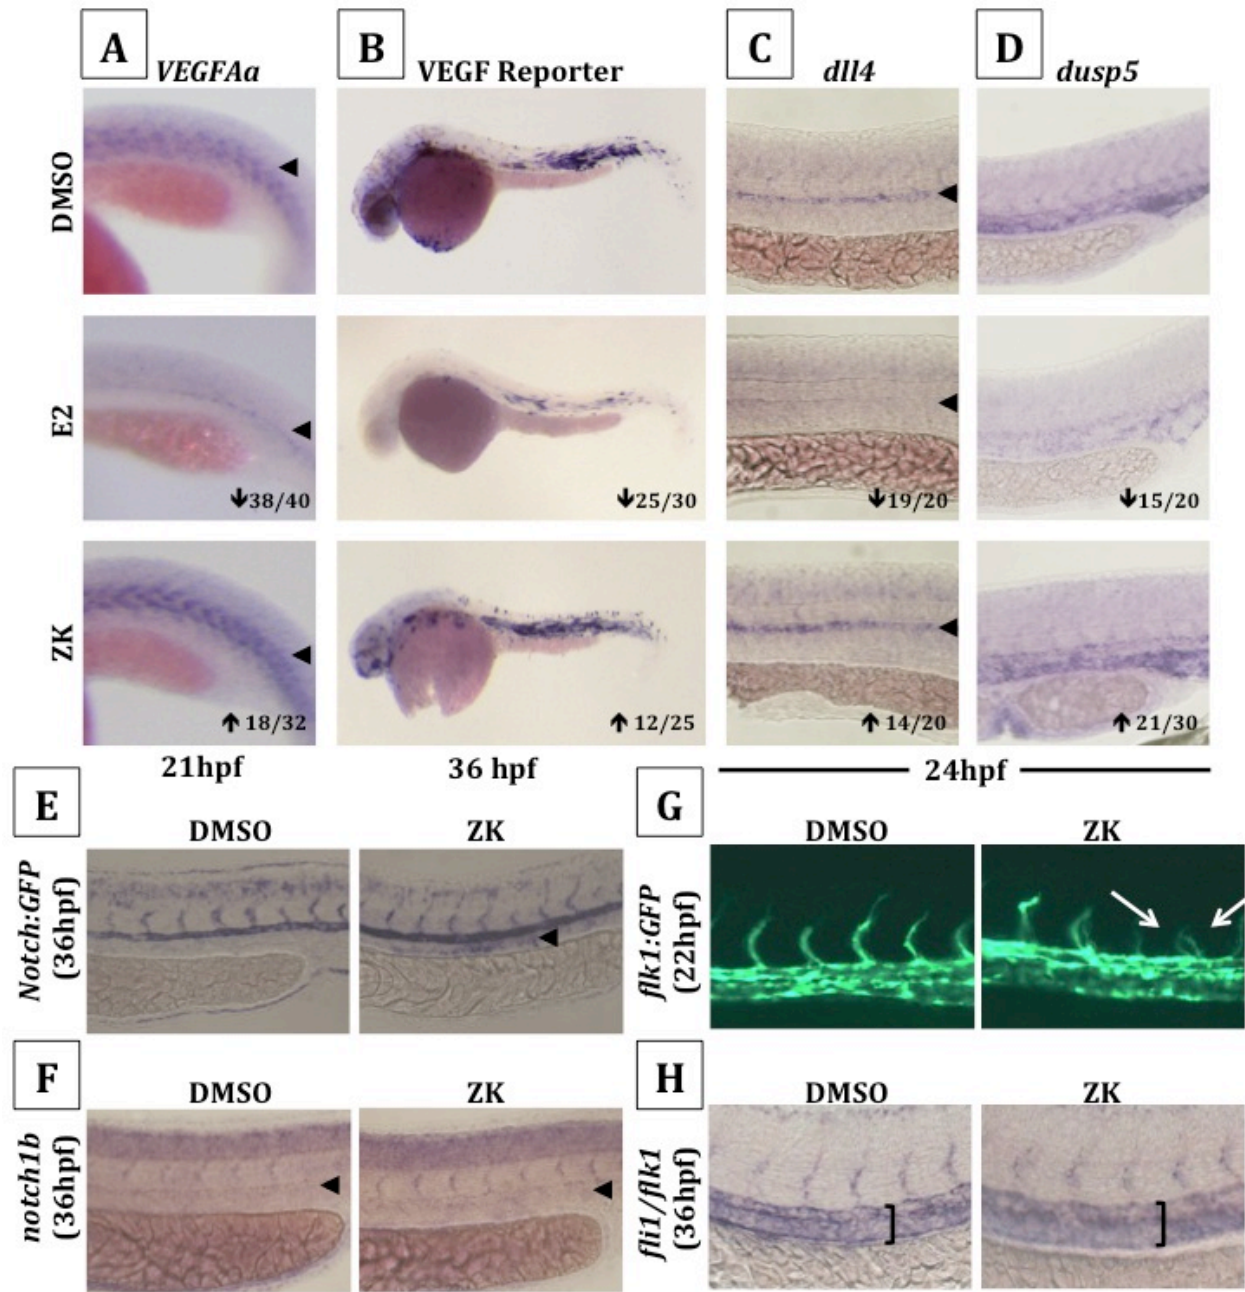 A
VEGFAa
B
VEGF Reporter
C
dll4
D
dusp5
DMSO
E2
↓38/40
↓25/30
↓19/20
↓15/20
ZK
↑ 18/32
↑ 12/25
↑ 14/20
↑ 21/30
21hpf
36 hpf
24hpf
E
DMSO
ZK
Notch:GFP
(36hpf)
G
DMSO
ZK
flk1:GFP
(22hpf)
F
DMSO
ZK
notch1b
(36hpf)
H
DMSO
ZK
fli1/flk1
(36hpf)